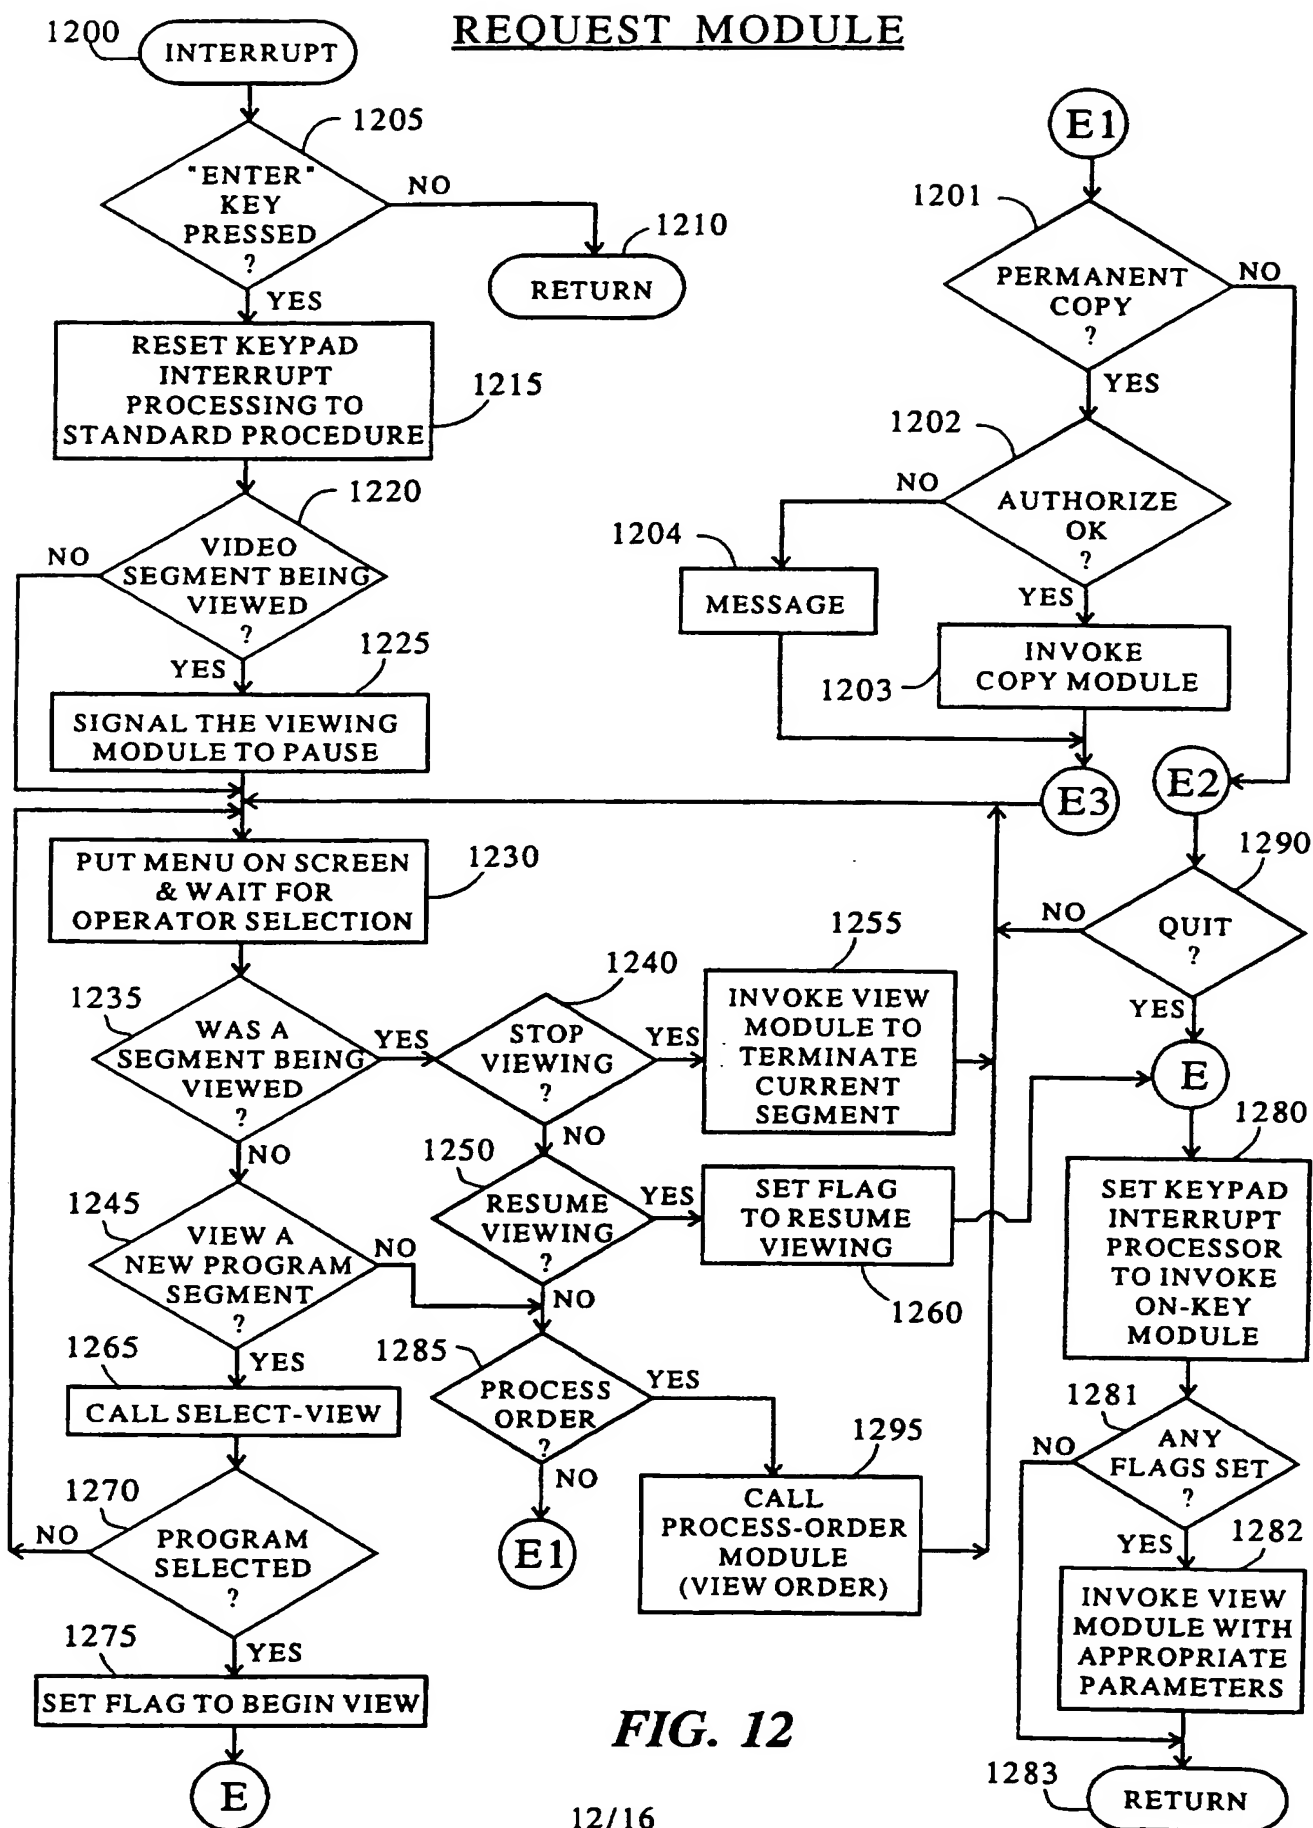 REQUEST MODULE
1200
INTERRUPT
1205
"ENTER"
KEY
PRESSED
?
NO
1210
RETURN
YES
RESET KEYPAD
INTERRUPT
PROCESSING TO
STANDARD PROCEDURE
1215
1220
VIDEO
SEGMENT BEING
VIEWED
?
NO
YES
1225
SIGNAL THE VIEWING
MODULE TO PAUSE
PUT MENU ON SCREEN
& WAIT FOR
OPERATOR SELECTION
1230
1235
WAS A
SEGMENT BEING
VIEWED
?
YES
NO
1240
STOP
VIEWING
?
YES
NO
1255
INVOKE VIEW
MODULE TO
TERMINATE
CURRENT
SEGMENT
1245
VIEW A
NEW PROGRAM
SEGMENT
?
NO
YES
1250
RESUME
VIEWING
?
YES
NO
SET FLAG
TO RESUME
VIEWING
1260
1265
CALL SELECT-VIEW
1270
PROGRAM
SELECTED
?
NO
YES
1275
SET FLAG TO BEGIN VIEW
E
1285
PROCESS
ORDER
?
YES
NO
E1
1295
CALL
PROCESS-ORDER
MODULE
(VIEW ORDER)
E1
1201
PERMANENT
COPY
?
NO
YES
1202
AUTHORIZE
OK
?
NO
YES
1204
MESSAGE
INVOKE
COPY MODULE
1203
E3
E2
1290
QUIT
?
NO
YES
E
1280
SET KEYPAD
INTERRUPT
PROCESSOR
TO INVOKE
ON-KEY
MODULE
1281
ANY
FLAGS SET
?
NO
YES
1282
INVOKE VIEW
MODULE WITH
APPROPRIATE
PARAMETERS
1283
RETURN
FIG. 12
12/16